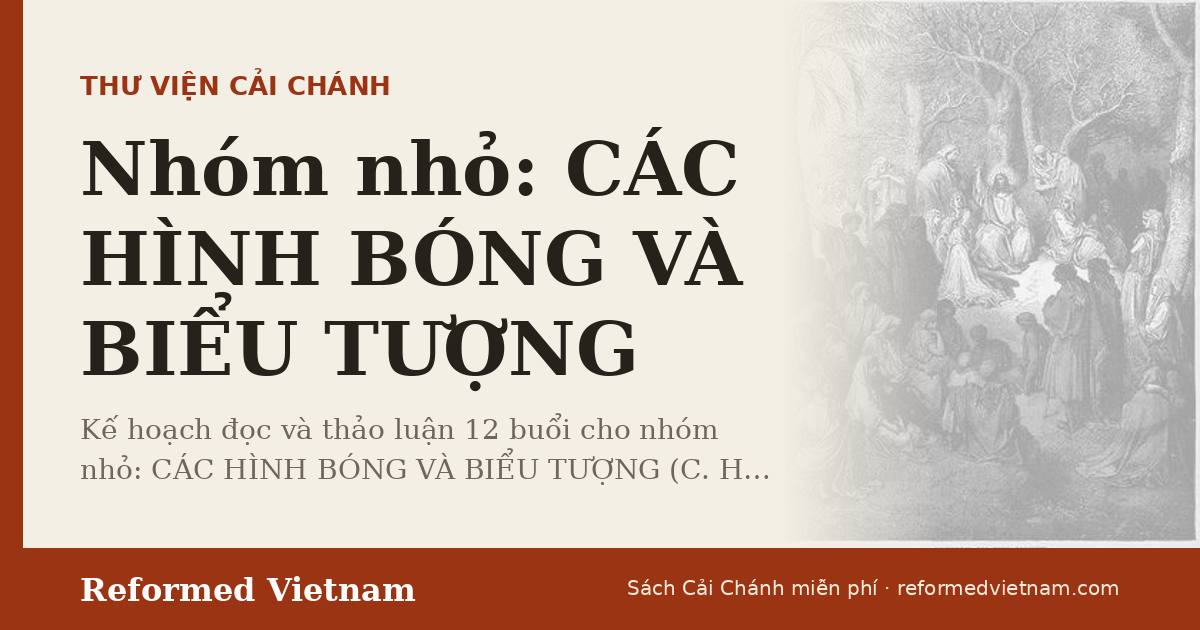 THƯ VIỆN CẢI CHÁNH
Nhóm nhỏ: CÁC
HÌNH BÓNG VÀ
BIỂU TƯỢNG
Kế hoạch đọc và thảo luận 12 buổi cho nhóm
nhỏ: CÁC HÌNH BÓNG VÀ BIỂU TƯỢNG (C. H...
Reformed Vietnam
Sách Cải Chánh miễn phí · reformedvietnam.com